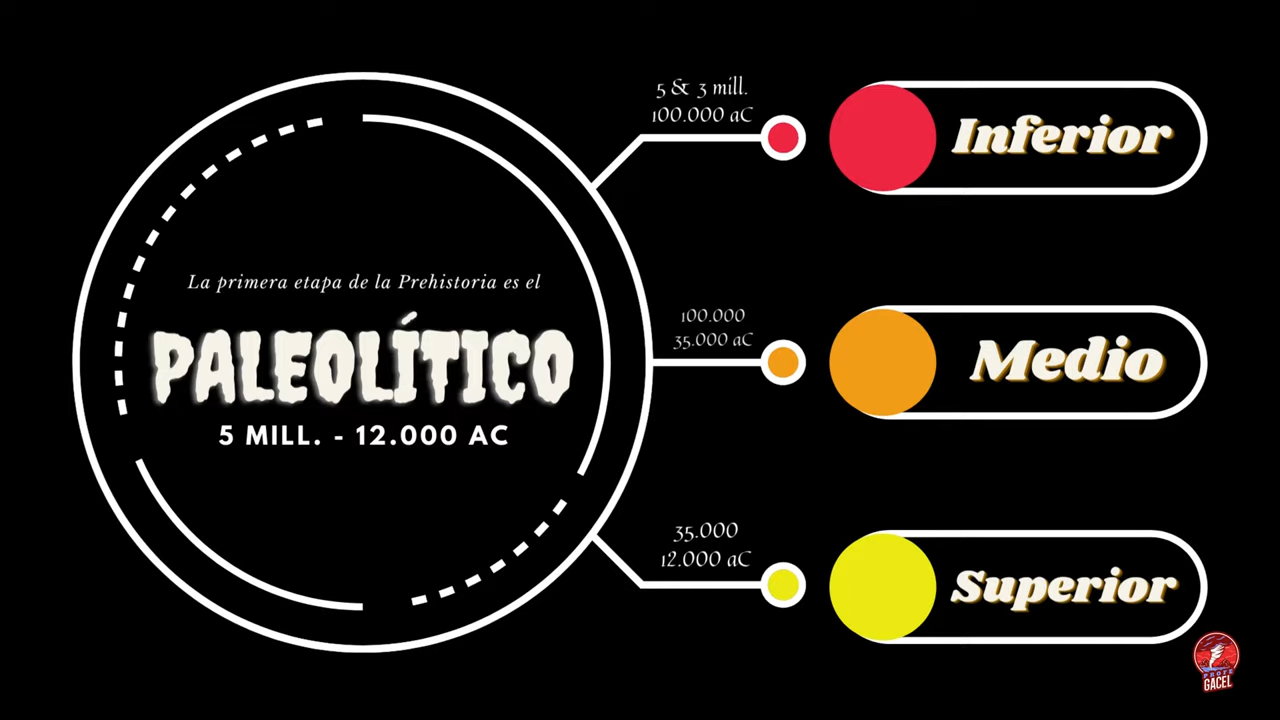 La primera etapa de la Prehistoria es el
PALEOLÍTICO
5 MILL. - 12.000 AC
5 & 3 mill.
100.000 aC
Inferior
100.000
35.000 aC
Medio
35.000
12.000 aC
Superior
PROFE
GACEL